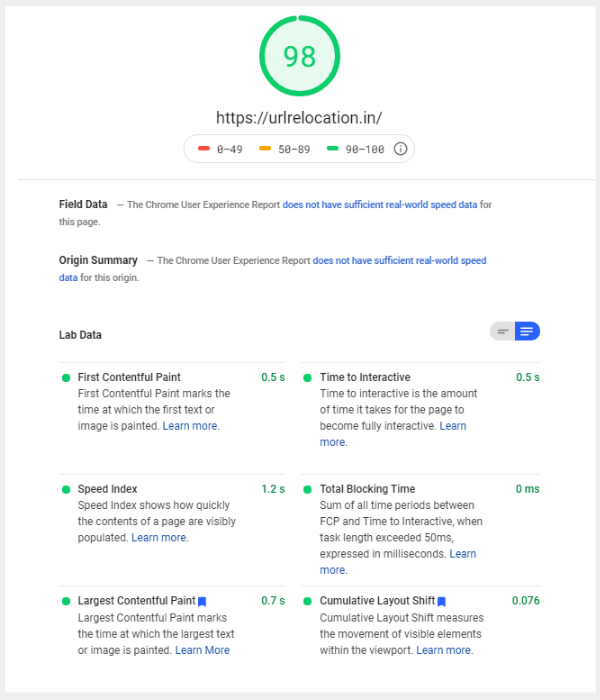 98
https://urlrelocation.in/
0–49 50–89 90–100
Field Data — The Chrome User Experience Report does not have sufficient real-world speed data for
this page.
Origin Summary — The Chrome User Experience Report does not have sufficient real-world speed
data for this origin.
Lab Data
First Contentful Paint 0.5 s
First Contentful Paint marks the
time at which the first text or
image is painted. Learn more.
Time to Interactive 0.5 s
Time to interactive is the amount
of time it takes for the page to
become fully interactive. Learn
more.
Speed Index 1.2 s
Speed Index shows how quickly
the contents of a page are visibly
populated. Learn more.
Total Blocking Time 0 ms
Sum of all time periods between
FCP and Time to Interactive, when
task length exceeded 50ms,
expressed in milliseconds. Learn
more.
Largest Contentful Paint 0.7 s
Largest Contentful Paint marks
the time at which the largest text
or image is painted. Learn More
Cumulative Layout Shift 0.076
Cumulative Layout Shift measures
the movement of visible elements
within the viewport. Learn more.